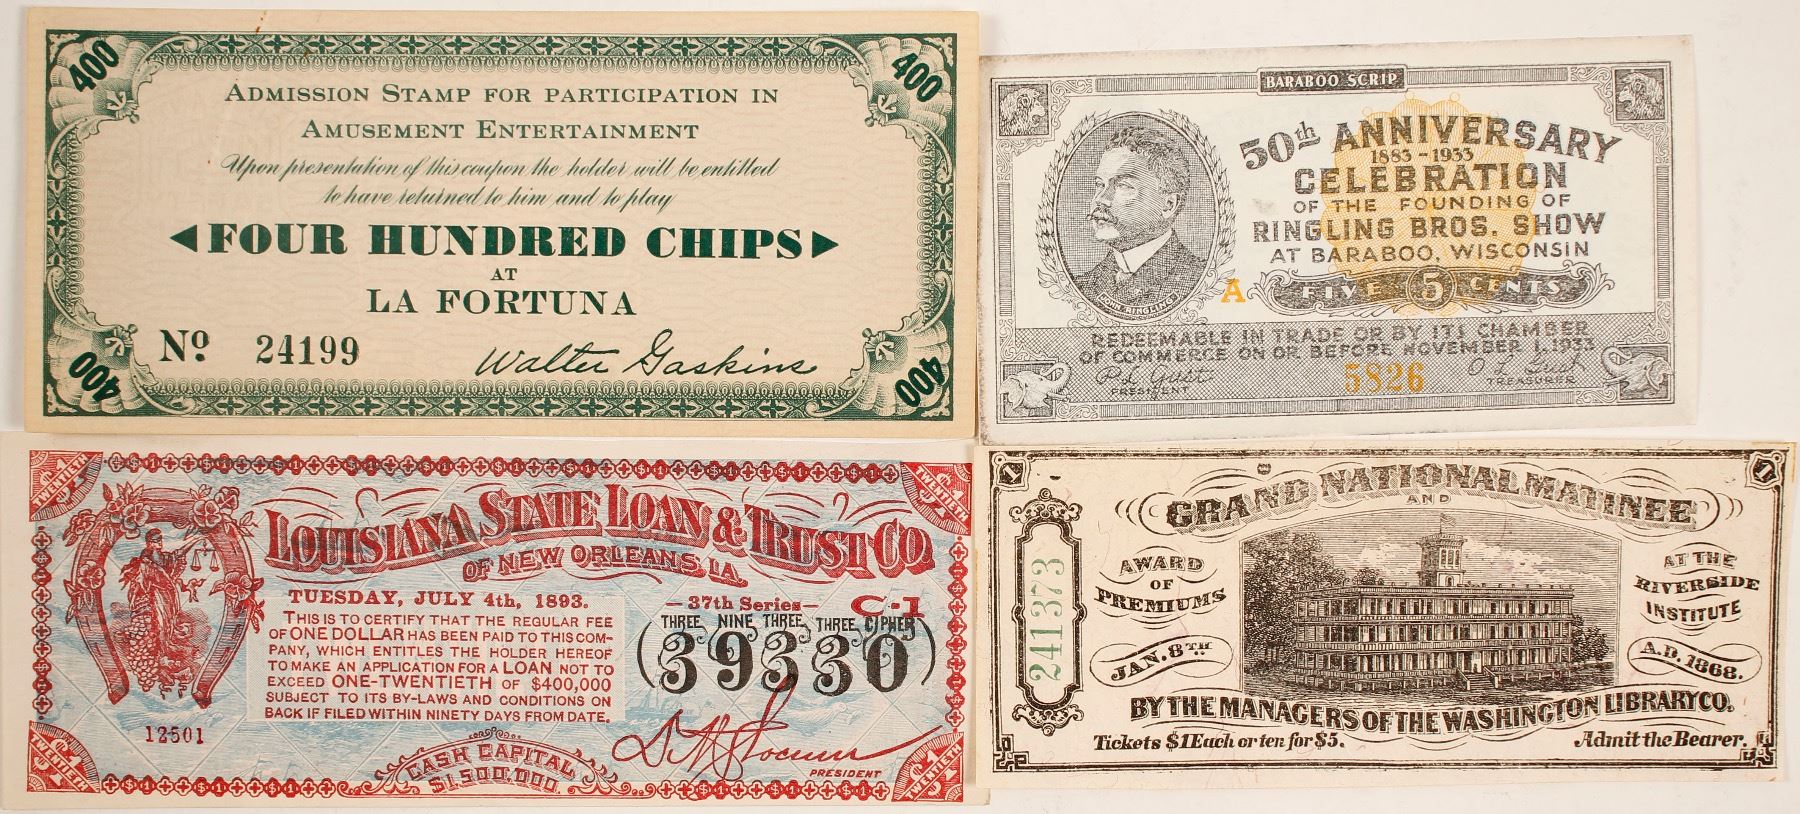 400
400
ADMISSION STAMP FOR PARTICIPATION IN
AMUSEMENT ENTERTAINMENT
Upon presentation of this coupon the holder will be entitled
to have returned to him and to play
FOUR HUNDRED CHIPS
AT
LA FORTUNA
No. 24199
Walter Gaskins
400
400
BARABOO SCRIP
50th ANNIVERSARY
1883-1933
CELEBRATION
OF THE FOUNDING OF
RINGLING BROS. SHOW
AT BARABOO, WISCONSIN
A
FIVE 5 CENTS
JOHN RINGLING
REDEEMABLE IN TRADE OR BY ITS CHAMBER
OF COMMERCE ON OR BEFORE NOVEMBER 1, 1933
PRESIDENT
5826
TREASURER
TWENTIETH
TWENTIETH
LOUISIANA STATE LOAN & TRUST CO.
OF NEW ORLEANS, LA.
TUESDAY, JULY 4th, 1893.
THIS IS TO CERTIFY THAT THE REGULAR FEE
OF ONE DOLLAR HAS BEEN PAID TO THIS COM-
PANY, WHICH ENTITLES THE HOLDER HEREOF
TO MAKE AN APPLICATION FOR A LOAN NOT TO
EXCEED ONE-TWENTIETH OF $400,000
SUBJECT TO ITS BY-LAWS AND CONDITIONS ON
BACK IF FILED WITHIN NINETY DAYS FROM DATE.
—37th Series— C-1
THREE NINE THREE THREE CIPHER
(39330)
12501
CASH CAPITAL
$1,500,000.
PRESIDENT
TWENTIETH
TWENTIETH
1
1
GRAND NATIONAL MATINEE
AND
AWARD
OF
PREMIUMS
JAN. 8TH
AT THE
RIVERSIDE
INSTITUTE
A.D. 1868.
241373
BY THE MANAGERS OF THE WASHINGTON LIBRARY CO.
Tickets $1 Each or ten for $5.
Admit the Bearer.